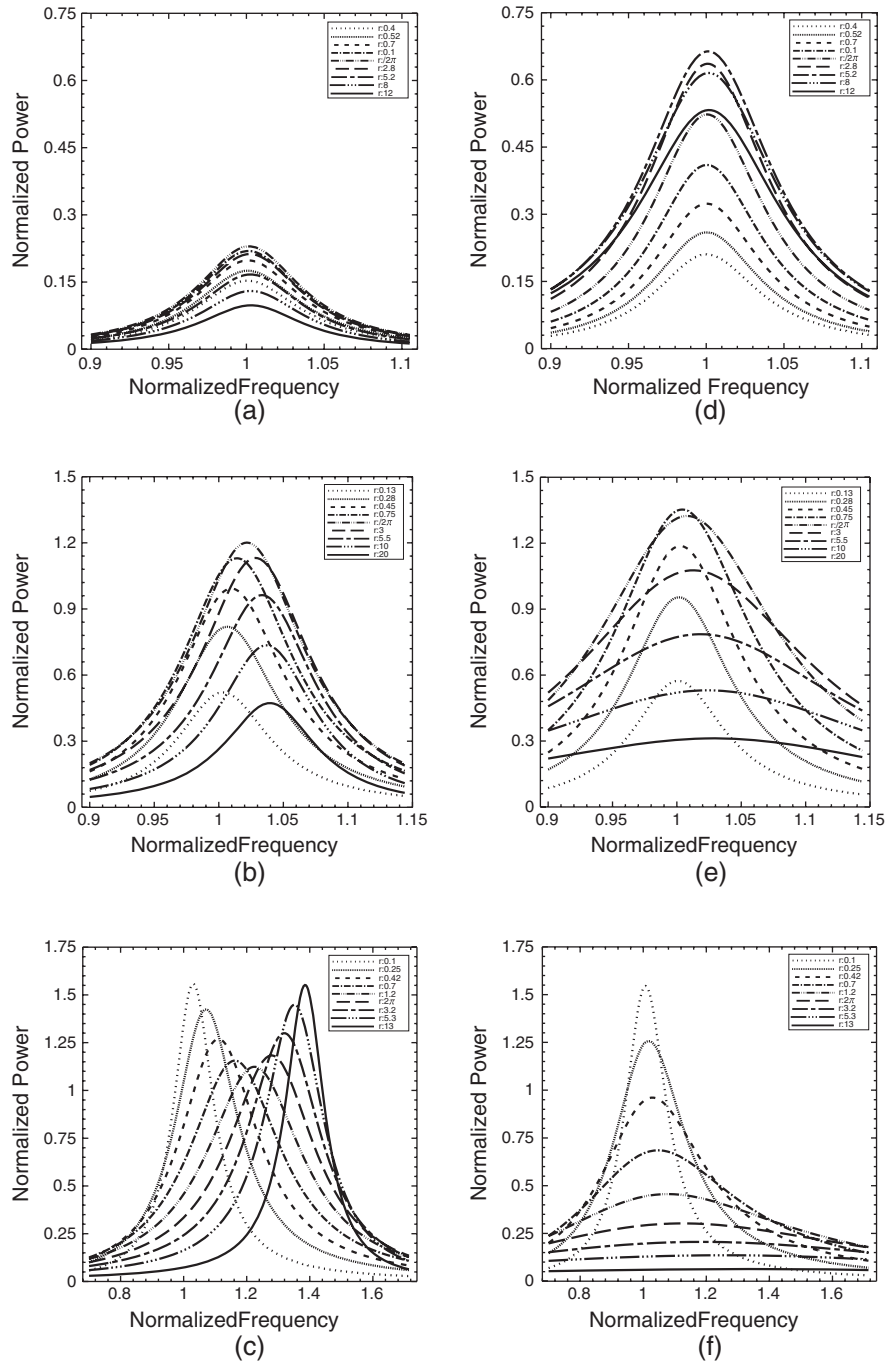 0.75
0.6
0.45
0.3
0.15
0
Normalized Power
r:0.4
r:0.52
r:0.7
r:0.1
r:/2π
r:2.8
r:5.2
r:8
r:12
0.9 0.95 1 1.05 1.1
NormalizedFrequency
(a)
0.75
0.6
0.45
0.3
0.15
0
Normalized Power
r:0.4
r:0.52
r:0.7
r:0.1
r:/2π
r:2.8
r:5.2
r:8
r:12
0.9 0.95 1 1.05 1.1
Normalized Frequency
(d)
1.5
1.2
0.9
0.6
0.3
0
Normalized Power
r:0.13
r:0.28
r:0.45
r:0.75
r:/2π
r:3
r:5.5
r:10
r:20
0.9 0.95 1 1.05 1.1 1.15
NormalizedFrequency
(b)
1.5
1.2
0.9
0.6
0.3
0
Normalized Power
r:0.13
r:0.28
r:0.45
r:0.75
r:/2π
r:3
r:5.5
r:10
r:20
0.9 0.95 1 1.05 1.1 1.15
NormalizedFrequency
(e)
1.75
1.5
1.25
1
0.75
0.5
0.25
0
Normalized Power
r:0.1
r:0.25
r:0.42
r:0.7
r:1.2
r:2π
r:3.2
r:5.3
r:13
0.8 1 1.2 1.4 1.6
NormalizedFrequency
(c)
1.75
1.5
1.25
1
0.75
0.5
0.25
0
Normalized Power
r:0.1
r:0.25
r:0.42
r:0.7
r:1.2
r:2π
r:3.2
r:5.3
r:13
0.8 1 1.2 1.4 1.6
NormalizedFrequency
(f)